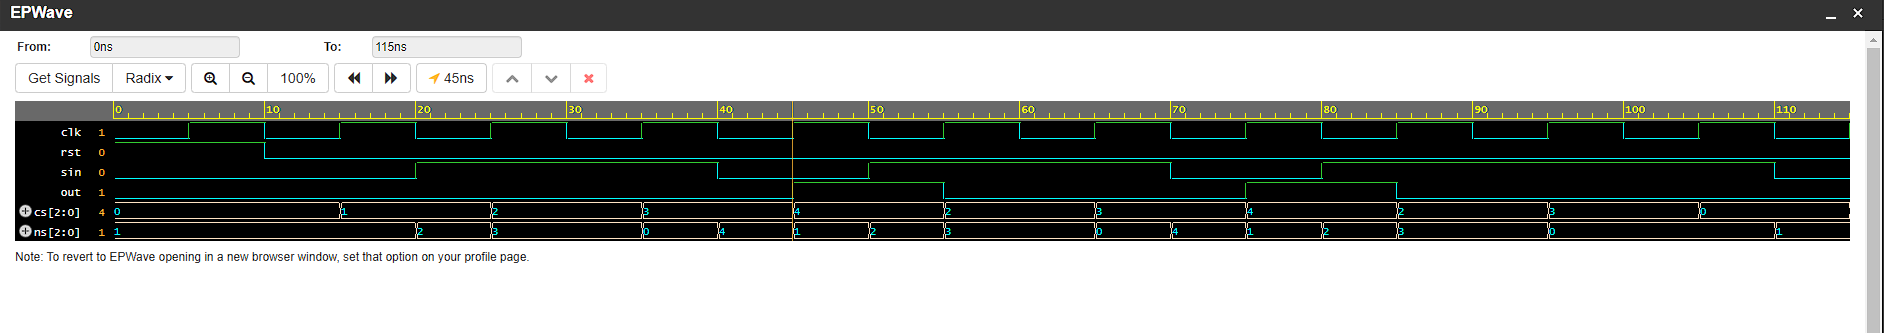 EPWave
From: 0ns To: 115ns
Get Signals Radix 100% 45ns
0 10 20 30 40 50 60 70 80 90 100 110
clk 1
rst 0
sin 0
out 1
cs[2:0] 4 0 1 2 3 4 2 3 4 2 3 0
ns[2:0] 1 1 2 3 0 4 1 2 3 0 4 1 2 3 0 1
Note: To revert to EPWave opening in a new browser window, set that option on your profile page.